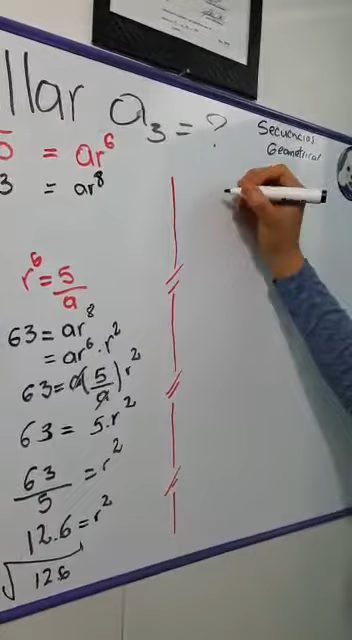 llar a₃ = ?
Secuencias
Geometrical
5 = ar⁶
3 = ar⁸
r⁶ = 5/a
63 = ar⁸
= ar⁶ . r²
63 = a(5/a)r²
63 = 5.r²
63/5 = r²
12.6 = r²
√12.6